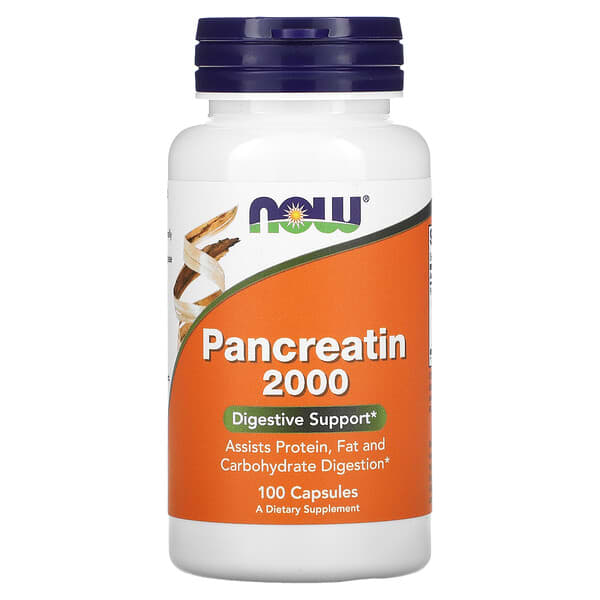 NOW®
Pancreatin
2000
Digestive Support*
Assists Protein, Fat and
Carbohydrate Digestion*
100 Capsules
A Dietary Supplement